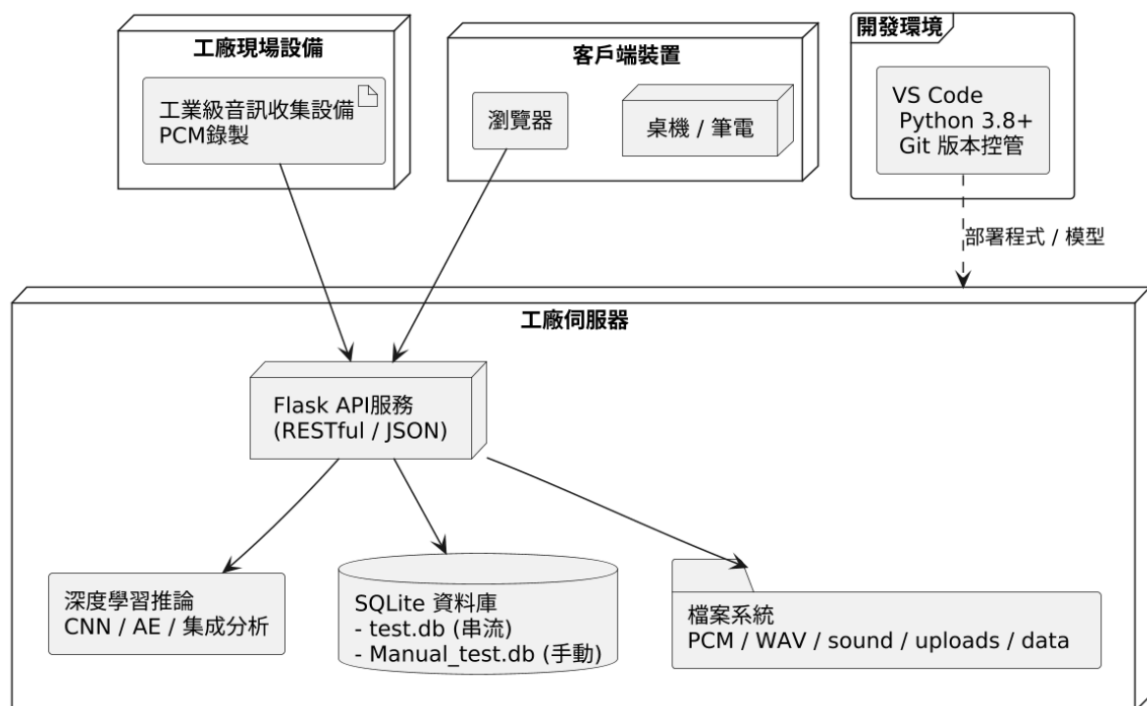 工廠現場設備
工業級音訊收集設備
PCM錄製
客戶端裝置
瀏覽器
桌機 / 筆電
開發環境
VS Code
Python 3.8+
Git 版本控管
部署程式 / 模型
工廠伺服器
Flask API服務
(RESTful / JSON)
深度學習推論
CNN / AE / 集成分析
SQLite 資料庫
- test.db (串流)
- Manual_test.db (手動)
檔案系統
PCM / WAV / sound / uploads / data